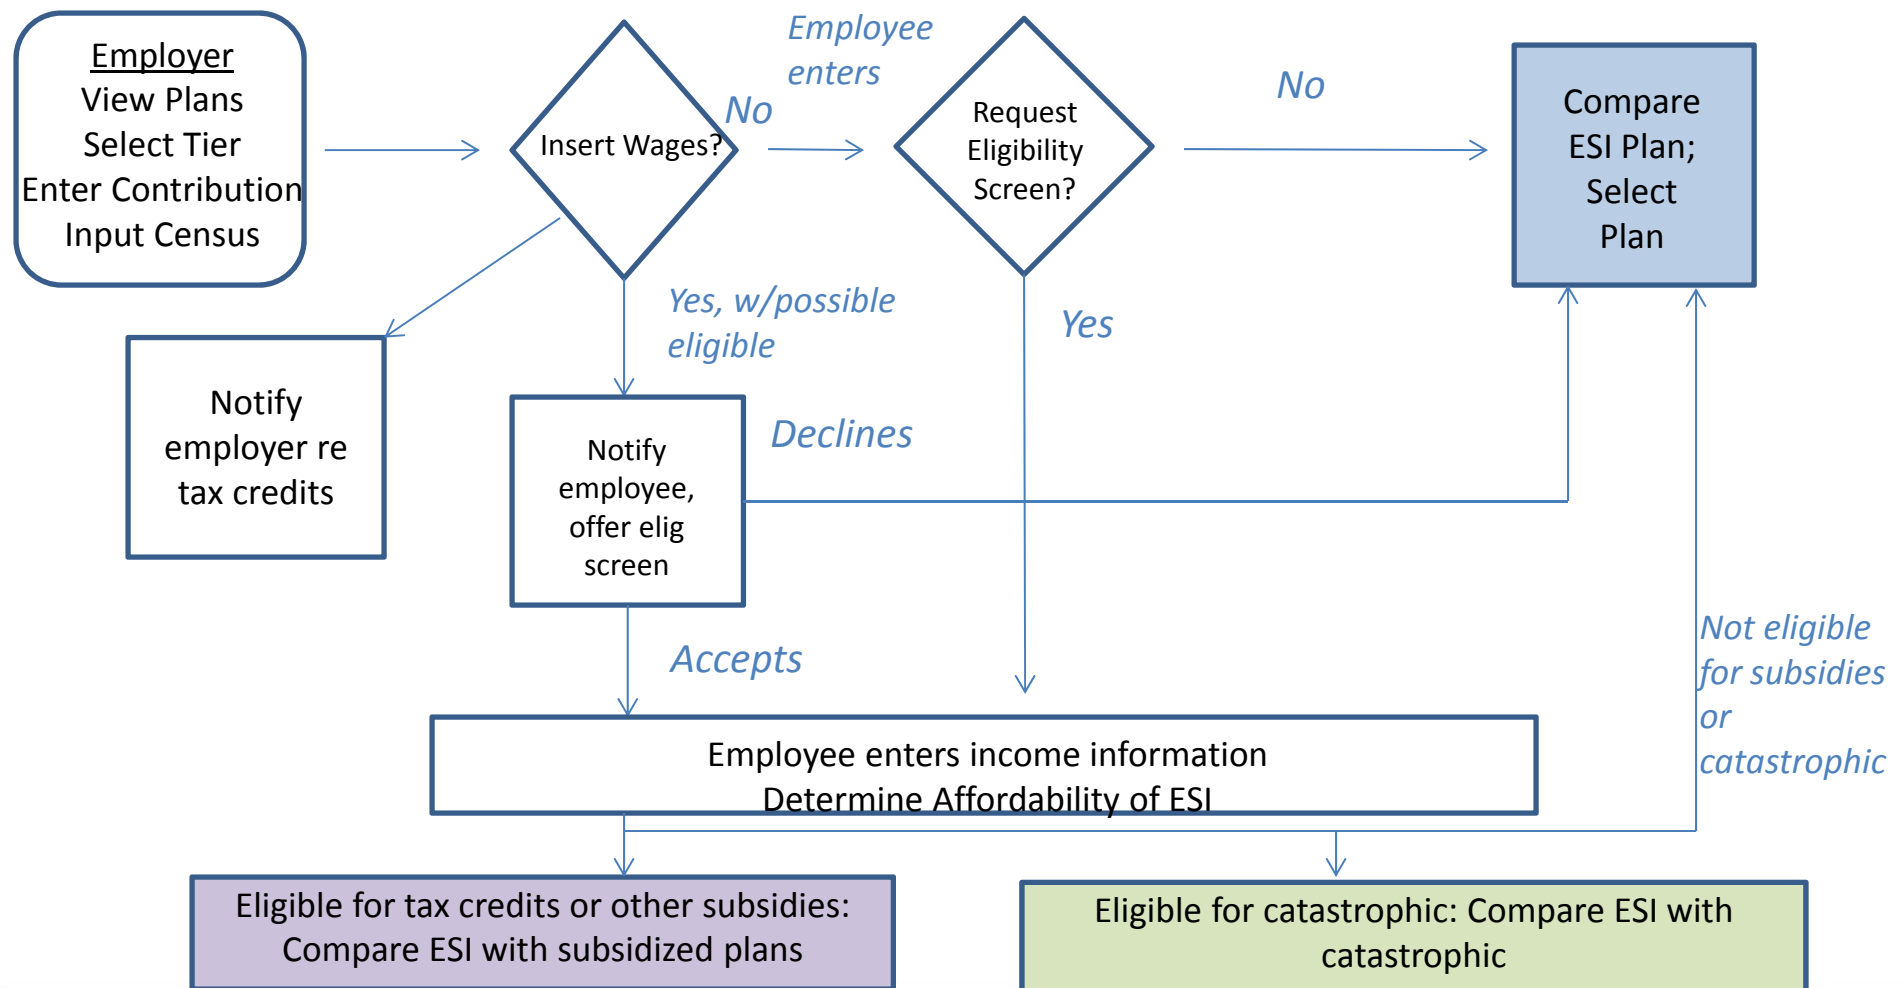 Employer
View Plans
Select Tier
Enter Contribution
Input Census
Insert Wages?
No
Employee
enters
Request
Eligibility
Screen?
No
Compare
ESI Plan;
Select
Plan
Yes, w/possible
eligible
Yes
Notify
employer re
tax credits
Notify
employee,
offer elig
screen
Declines
Accepts
Not eligible
for subsidies
or
catastrophic
Employee enters income information
Determine Affordability of ESI
Eligible for tax credits or other subsidies:
Compare ESI with subsidized plans
Eligible for catastrophic: Compare ESI with
catastrophic